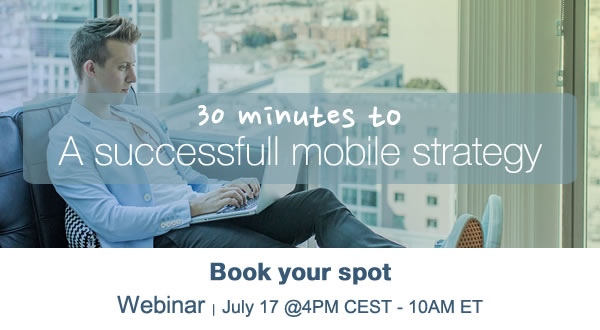 30 minutes to
A successfull mobile strategy
Book your spot
Webinar | July 17 @4PM CEST - 10AM ET